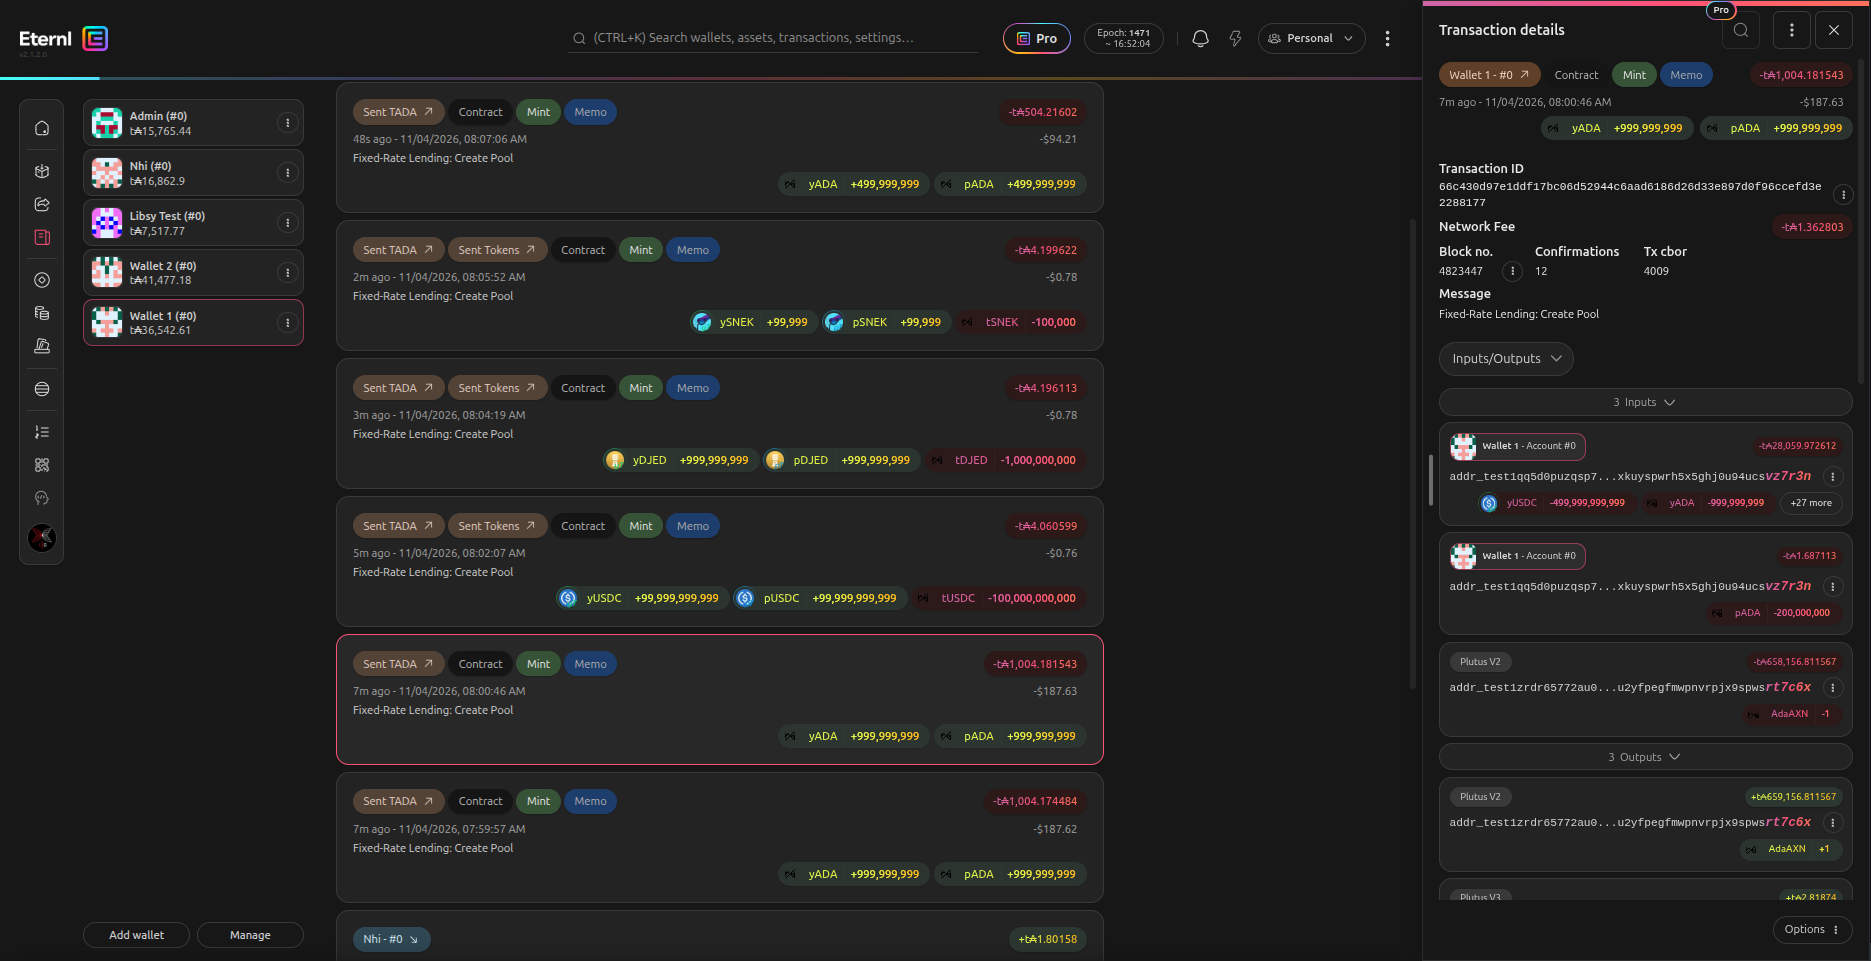 Eternl
v2.1.2.0
(CTRL+K) Search wallets, assets, transactions, settings...
Pro
Epoch: 1471
~ 16:52:04
Personal
Admin (#0)
t₳15,765.44
Nhi (#0)
t₳16,862.9
Libsy Test (#0)
t₳7,517.77
Wallet 2 (#0)
t₳41,477.18
Wallet 1 (#0)
t₳36,542.61
Add wallet
Manage
Sent TADA Contract Mint Memo -t₳504.21602
48s ago - 11/04/2026, 08:07:06 AM -$94.21
Fixed-Rate Lending: Create Pool
yADA +499,999,999 pADA +499,999,999
Sent TADA Sent Tokens Contract Mint Memo -t₳4.199622
2m ago - 11/04/2026, 08:05:52 AM -$0.78
Fixed-Rate Lending: Create Pool
ySNEK +99,999 pSNEK +99,999 tSNEK -100,000
Sent TADA Sent Tokens Contract Mint Memo -t₳4.196113
3m ago - 11/04/2026, 08:04:19 AM -$0.78
Fixed-Rate Lending: Create Pool
yDJED +999,999,999 pDJED +999,999,999 tDJED -1,000,000,000
Sent TADA Sent Tokens Contract Mint Memo -t₳4.060599
5m ago - 11/04/2026, 08:02:07 AM -$0.76
Fixed-Rate Lending: Create Pool
yUSDC +99,999,999,999 pUSDC +99,999,999,999 tUSDC -100,000,000,000
Sent TADA Contract Mint Memo -t₳1,004.181543
7m ago - 11/04/2026, 08:00:46 AM -$187.63
Fixed-Rate Lending: Create Pool
yADA +999,999,999 pADA +999,999,999
Sent TADA Contract Mint Memo -t₳1,004.174484
7m ago - 11/04/2026, 07:59:57 AM -$187.62
Fixed-Rate Lending: Create Pool
yADA +999,999,999 pADA +999,999,999
Nhi - #0 +t₳1.80158
Pro
Transaction details
Wallet 1 - #0 Contract Mint Memo -t₳1,004.181543
7m ago - 11/04/2026, 08:00:46 AM -$187.63
yADA +999,999,999 pADA +999,999,999
Transaction ID
66c430d97e1ddf17bc06d52944c6aad6186d26d33e897d0f96ccefd3e
2288177
Network Fee -t₳1.362803
Block no. Confirmations Tx cbor
4823447 12 4009
Message
Fixed-Rate Lending: Create Pool
Inputs/Outputs
3 Inputs
Wallet 1 - Account #0 -t₳28,059.972612
addr_test1qq5d0puzqsp7...xkuyspwrh5x5ghj0u94ucsvz7r3n
yUSDC -499,999,999,999 yADA -999,999,999 +27 more
Wallet 1 - Account #0 -t₳1.687113
addr_test1qq5d0puzqsp7...xkuyspwrh5x5ghj0u94ucsvz7r3n
pADA -200,000,000
Plutus V2 -t₳658,156.811567
addr_test1zrdr65772au0...u2yfpegfmwpnvrpjx9spwsrt7c6x
AdaAXN -1
3 Outputs
Plutus V2 +t₳659,156.811567
addr_test1zrdr65772au0...u2yfpegfmwpnvrpjx9spwsrt7c6x
AdaAXN +1
Plutus V3 +t₳2.81874
Options